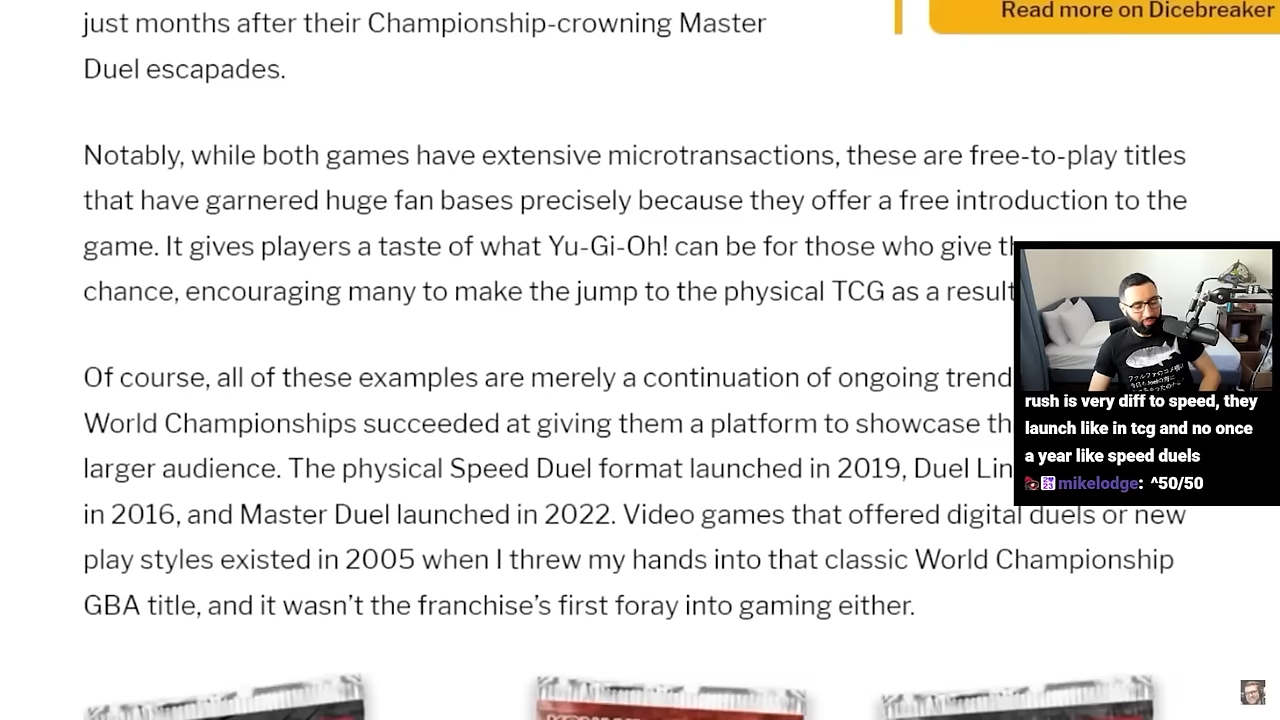 just months after their Championship-crowning Master
Read more on Dicebreaker
Duel escapades.
Notably, while both games have extensive microtransactions, these are free-to-play titles
that have garnered huge fan bases precisely because they offer a free introduction to the
game. It gives players a taste of what Yu-Gi-Oh! can be for those who give
chance, encouraging many to make the jump to the physical TCG as a result
Of course, all of these examples are merely a continuation of ongoing trend
World Championships succeeded at giving them a platform to showcase
larger audience. The physical Speed Duel format launched in 2019, Duel
in 2016, and Master Duel launched in 2022. Video games that offered digital duels or new
play styles existed in 2005 when I threw my hands into that classic World Championship
GBA title, and it wasn’t the franchise’s first foray into gaming either.
rush is very diff to speed, they
launch like in tcg and no once
a year like speed duels
mikelodge: ^50/50